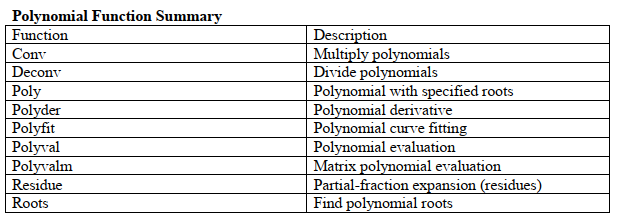 Polynomial Function Summary
Function Description
Conv Multiply polynomials
Deconv Divide polynomials
Poly Polynomial with specified roots
Polyder Polynomial derivative
Polyfit Polynomial curve fitting
Polyval Polynomial evaluation
Polyvalm Matrix polynomial evaluation
Residue Partial-fraction expansion (residues)
Roots Find polynomial roots